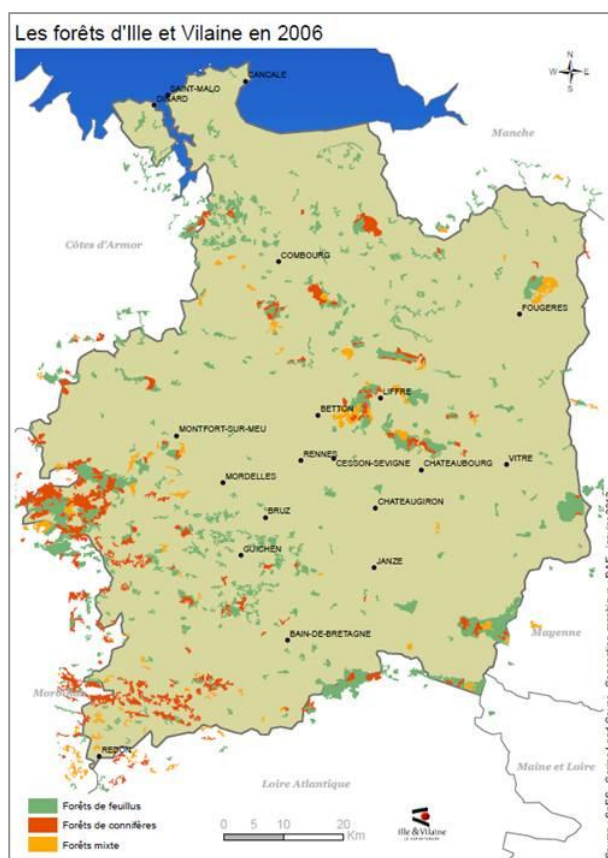 Les forêts d'Ille et Vilaine en 2006
N
W E
S
CANCALE
SAINT-MALO
DINARD
Manche
Côtes d'Armor
COMBOURG
FOUGERES
LIFFRE
BETTON
MONTFORT-SUR-MEU
RENNES
CESSON-SEVIGNE
VITRE
CHATEAUBOURG
MORDELLES
CHATEAUGIRON
BRUZ
GUICHEN
JANZE
BAIN-DE-BRETAGNE
Mayenne
REDON
Maine et Loire
Loire Atlantique
Forêts de feuillus
Forêts de connifères
Forêts mixte
0 5 10 20
Km
Ille & Vilaine